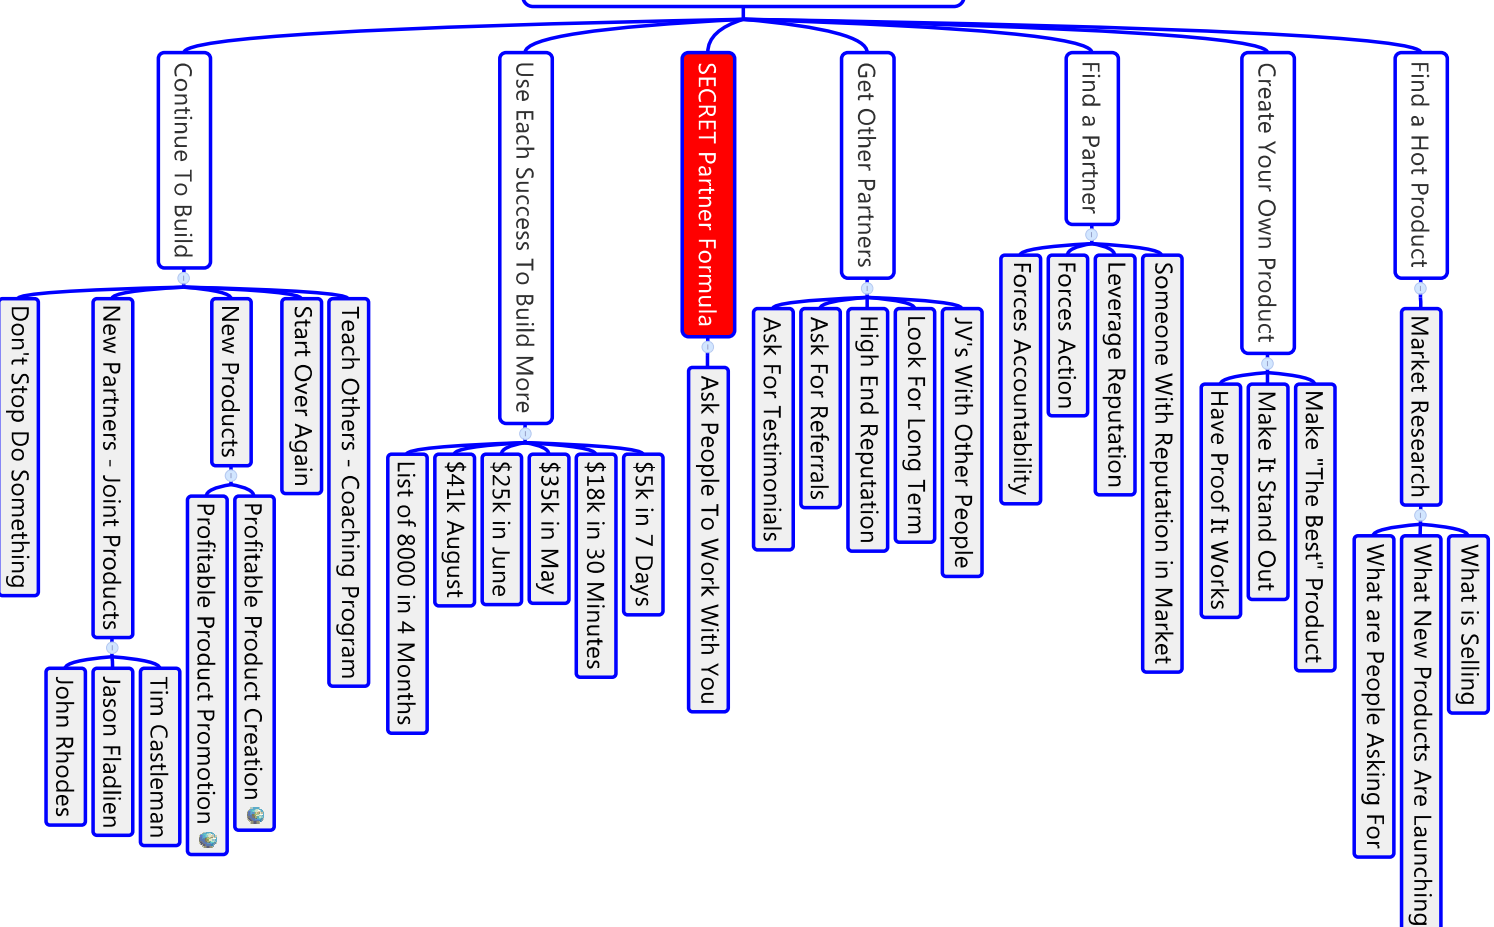 Find a Hot Product
Market Research
What is Selling
What New Products Are Launching
What are People Asking For
Create Your Own Product
Make "The Best" Product
Make It Stand Out
Have Proof It Works
Find a Partner
Someone With Reputation in Market
Leverage Reputation
Forces Action
Forces Accountability
Get Other Partners
JV's With Other People
Look For Long Term
High End Reputation
Ask For Referrals
Ask For Testimonials
SECRET Partner Formula
Ask People To Work With You
Use Each Success To Build More
$5k in 7 Days
$18k in 30 Minutes
$35k in May
$25k in June
$41k August
List of 8000 in 4 Months
Continue To Build
Teach Others - Coaching Program
Start Over Again
New Products
Profitable Product Creation
Profitable Product Promotion
New Partners - Joint Products
Tim Castleman
Jason Fladlien
John Rhodes
Don't Stop Do Something